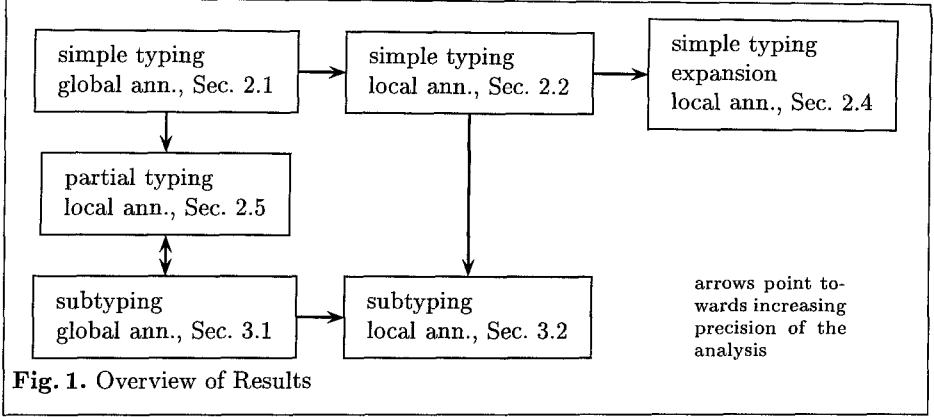 simple typing
global ann., Sec. 2.1
simple typing
local ann., Sec. 2.2
simple typing
expansion
local ann., Sec. 2.4
partial typing
local ann., Sec. 2.5
subtyping
global ann., Sec. 3.1
subtyping
local ann., Sec. 3.2
arrows point to-
wards increasing
precision of the
analysis
Fig. 1. Overview of Results